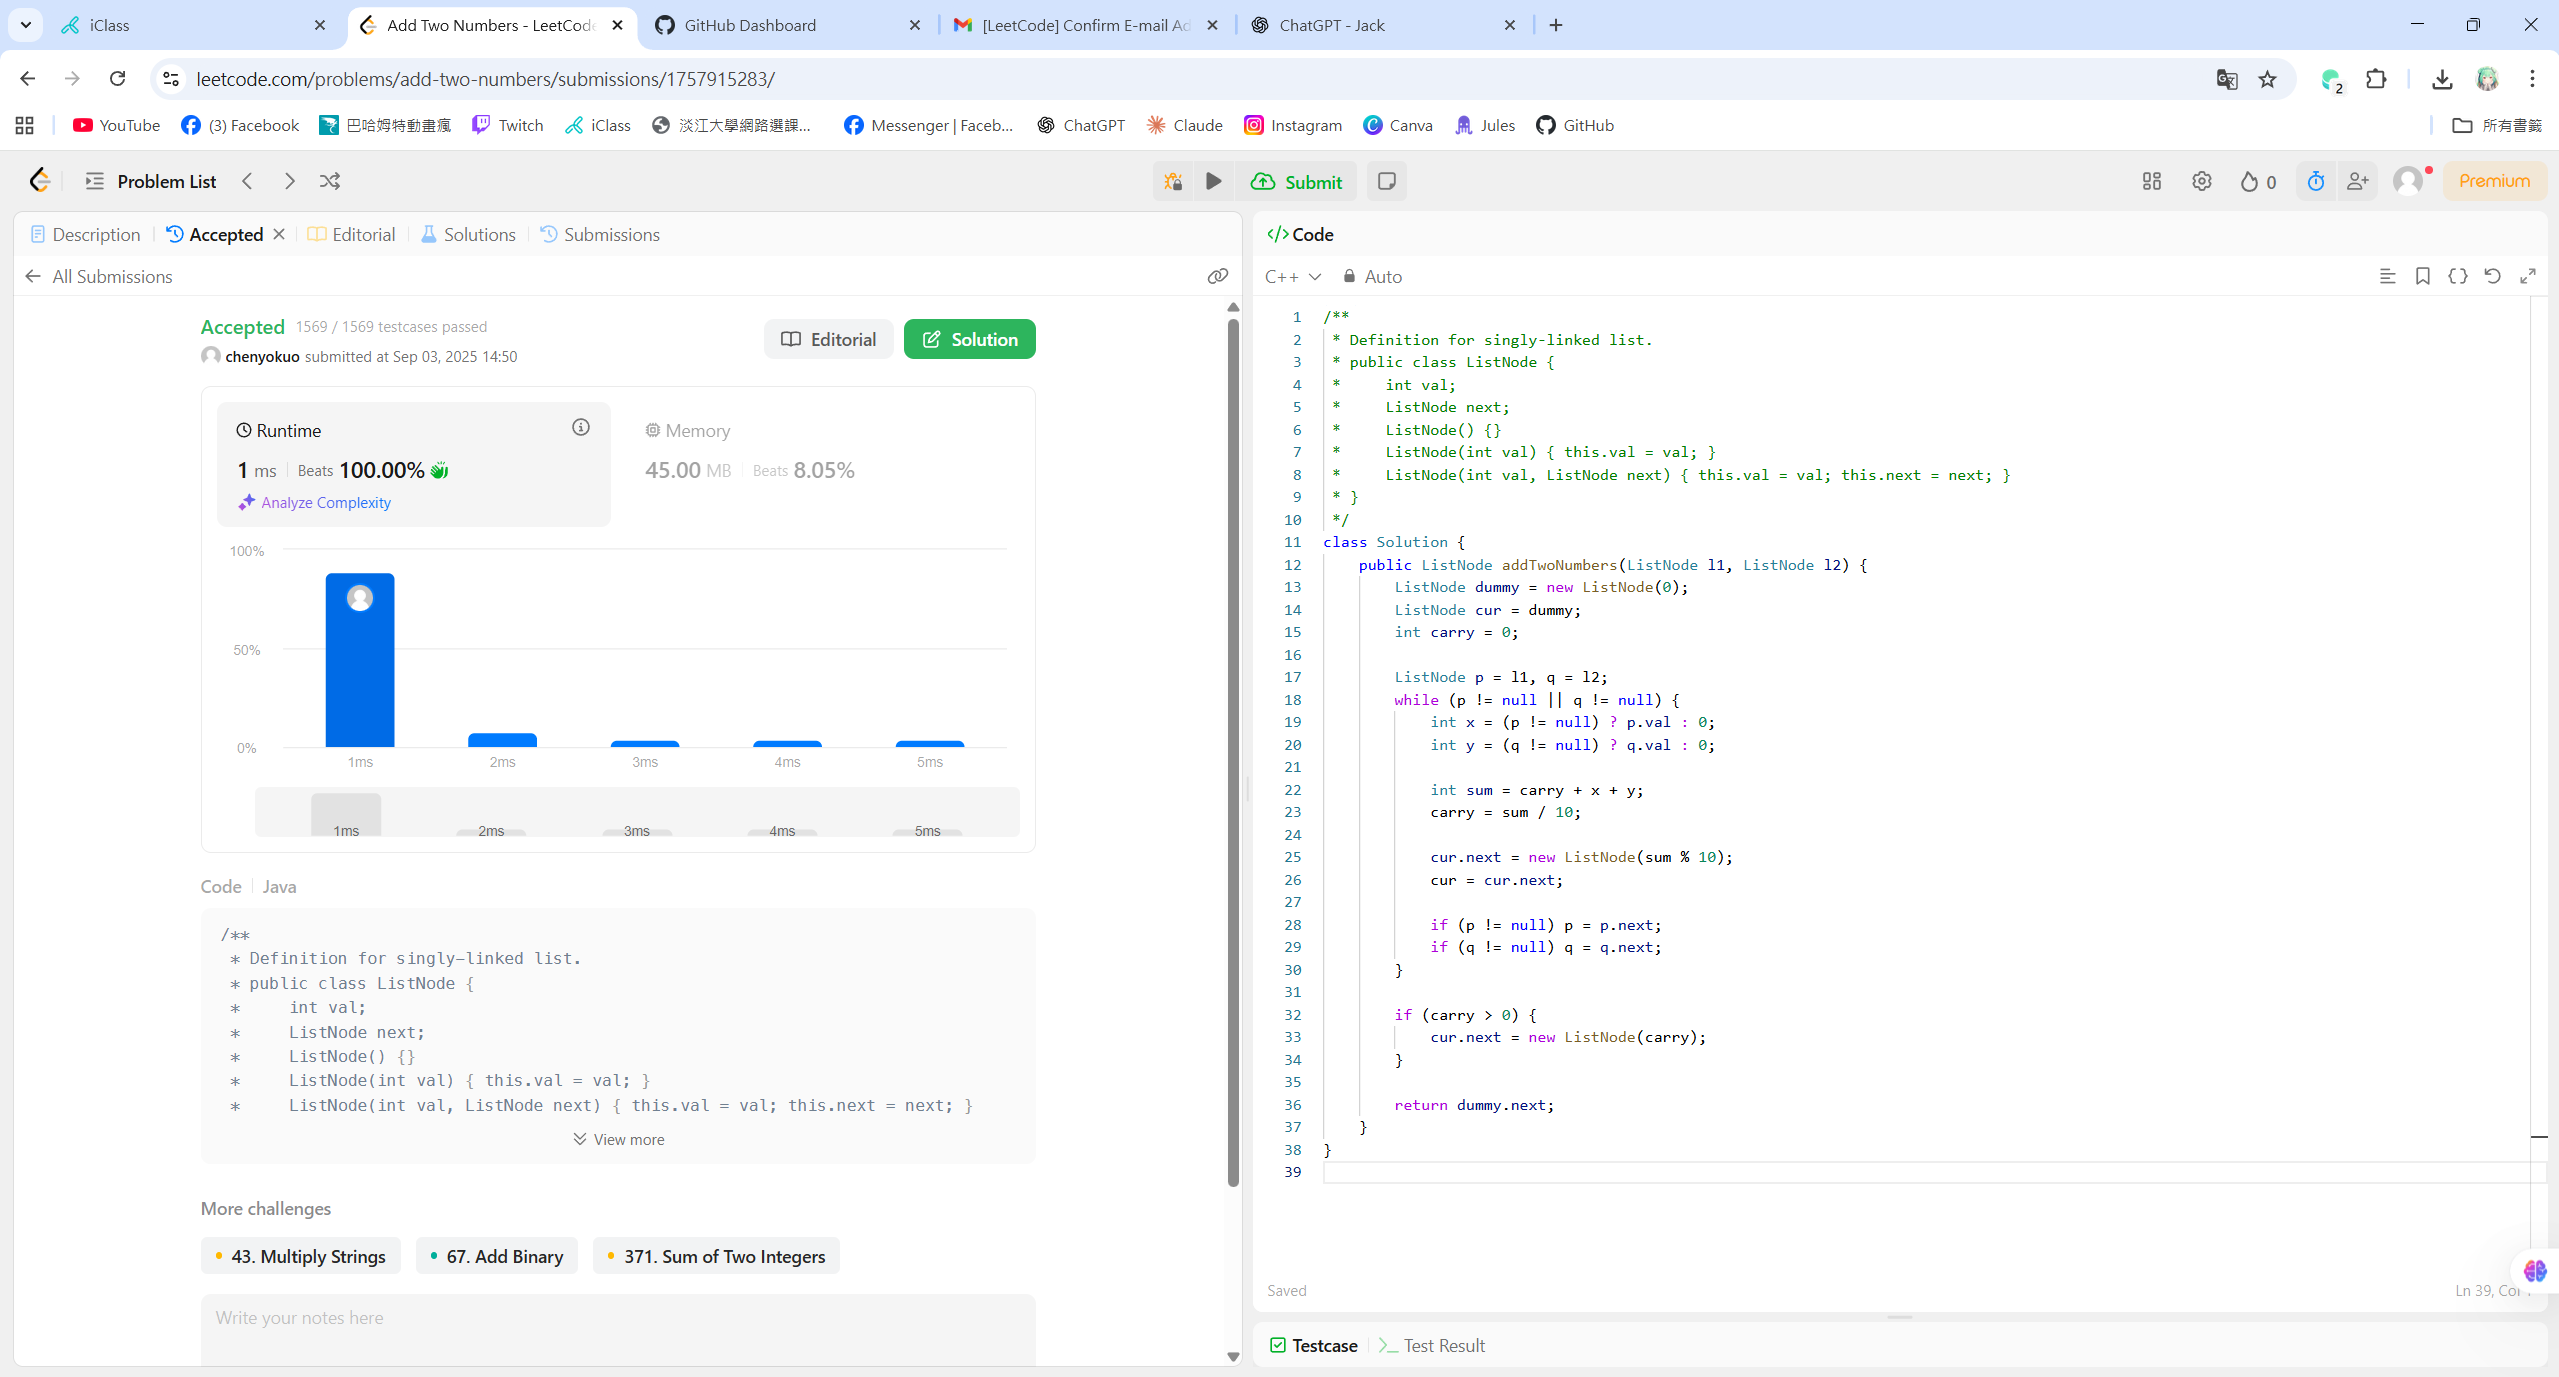 iClass
Add Two Numbers - LeetCode
GitHub Dashboard
[LeetCode] Confirm E-mail Ad
ChatGPT - Jack
leetcode.com/problems/add-two-numbers/submissions/1757915283/
2
YouTube
(3) Facebook
巴哈姆特動畫瘋
Twitch
iClass
淡江大學網路選課...
Messenger | Faceb...
ChatGPT
Claude
Instagram
Canva
Jules
GitHub
所有書籤
Problem List
Submit
0
Premium
Description
Accepted
Editorial
Solutions
Submissions
All Submissions
Accepted 1569 / 1569 testcases passed
chenyokuo submitted at Sep 03, 2025 14:50
Editorial
Solution
Runtime
1 ms Beats 100.00%
Analyze Complexity
Memory
45.00 MB Beats 8.05%
100%
50%
0%
1ms 2ms 3ms 4ms 5ms
1ms 2ms 3ms 4ms 5ms
Code Java
/**
 * Definition for singly-linked list.
 * public class ListNode {
 *     int val;
 *     ListNode next;
 *     ListNode() {}
 *     ListNode(int val) { this.val = val; }
 *     ListNode(int val, ListNode next) { this.val = val; this.next = next; }
View more
More challenges
43. Multiply Strings
67. Add Binary
371. Sum of Two Integers
Write your notes here
</> Code
C++ Auto
1 /**
2  * Definition for singly-linked list.
3  * public class ListNode {
4  *     int val;
5  *     ListNode next;
6  *     ListNode() {}
7  *     ListNode(int val) { this.val = val; }
8  *     ListNode(int val, ListNode next) { this.val = val; this.next = next; }
9  * }
10  */
11 class Solution {
12     public ListNode addTwoNumbers(ListNode l1, ListNode l2) {
13         ListNode dummy = new ListNode(0);
14         ListNode cur = dummy;
15         int carry = 0;
16
17         ListNode p = l1, q = l2;
18         while (p != null || q != null) {
19             int x = (p != null) ? p.val : 0;
20             int y = (q != null) ? q.val : 0;
21
22             int sum = carry + x + y;
23             carry = sum / 10;
24
25             cur.next = new ListNode(sum % 10);
26             cur = cur.next;
27
28             if (p != null) p = p.next;
29             if (q != null) q = q.next;
30         }
31
32         if (carry > 0) {
33             cur.next = new ListNode(carry);
34         }
35
36         return dummy.next;
37     }
38 }
39
Saved
Ln 39,
Testcase
Test Result